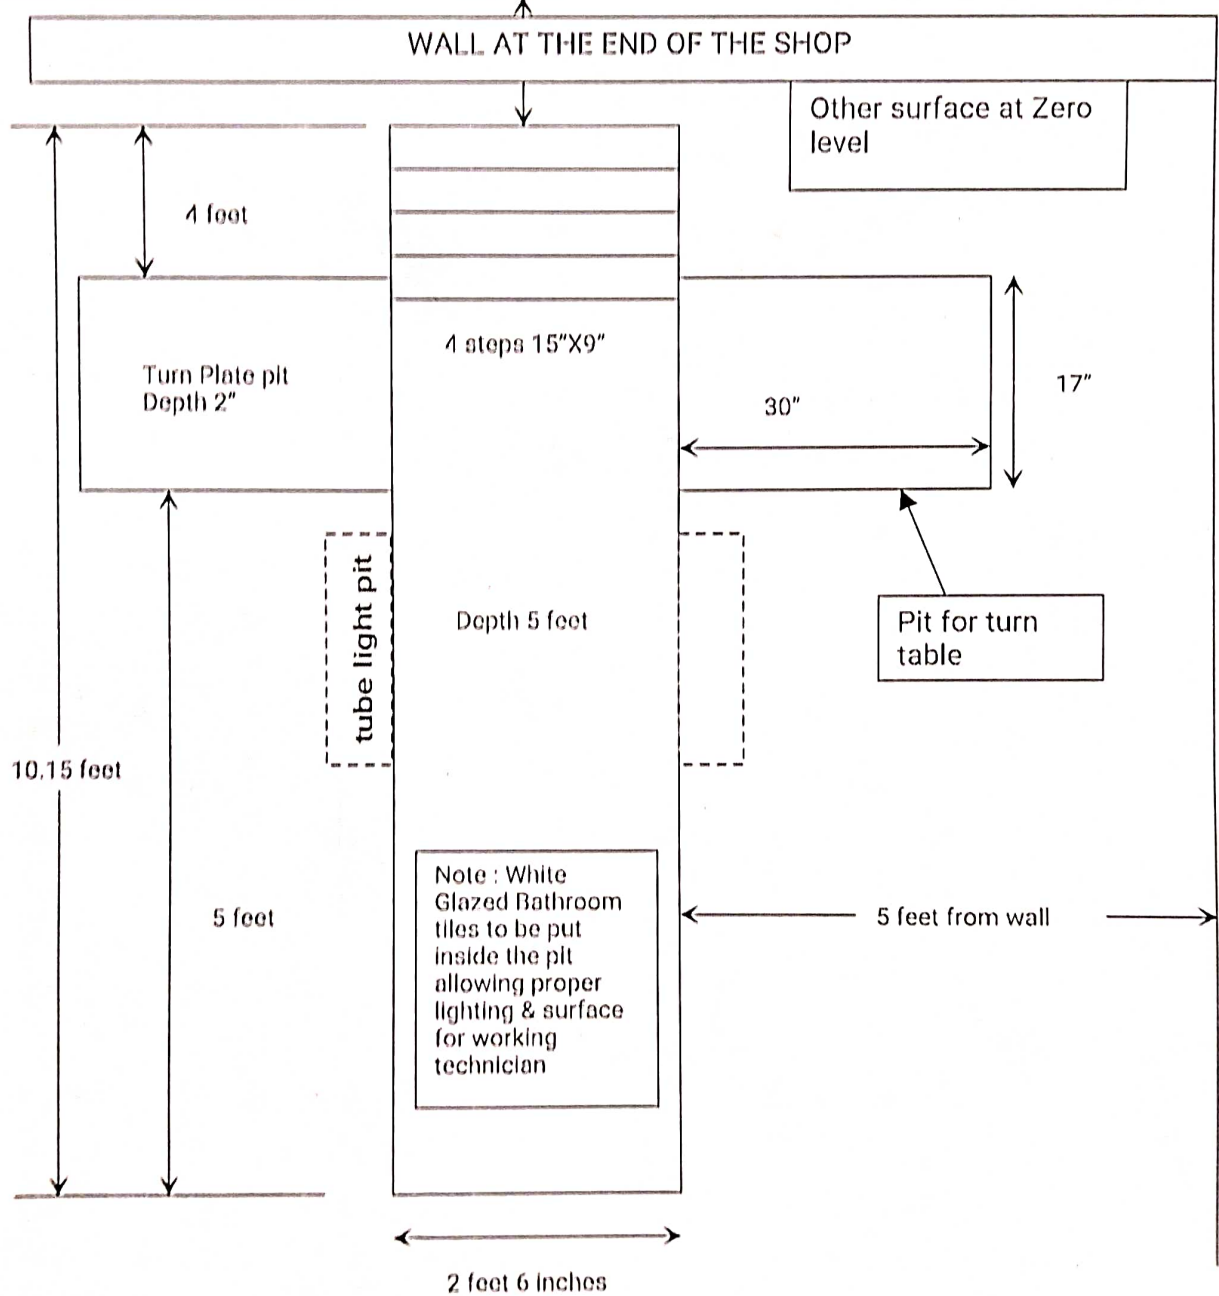 WALL AT THE END OF THE SHOP
Other surface at Zero
level
4 feet
4 steps 15"X9"
Turn Plate pit
Depth 2"
30"
17"
tube light pit
Depth 5 feet
Pit for turn
table
10.15 feet
5 feet
Note : White
Glazed Bathroom
tiles to be put
inside the pit
allowing proper
lighting & surface
for working
technician
5 feet from wall
2 feet 6 inches